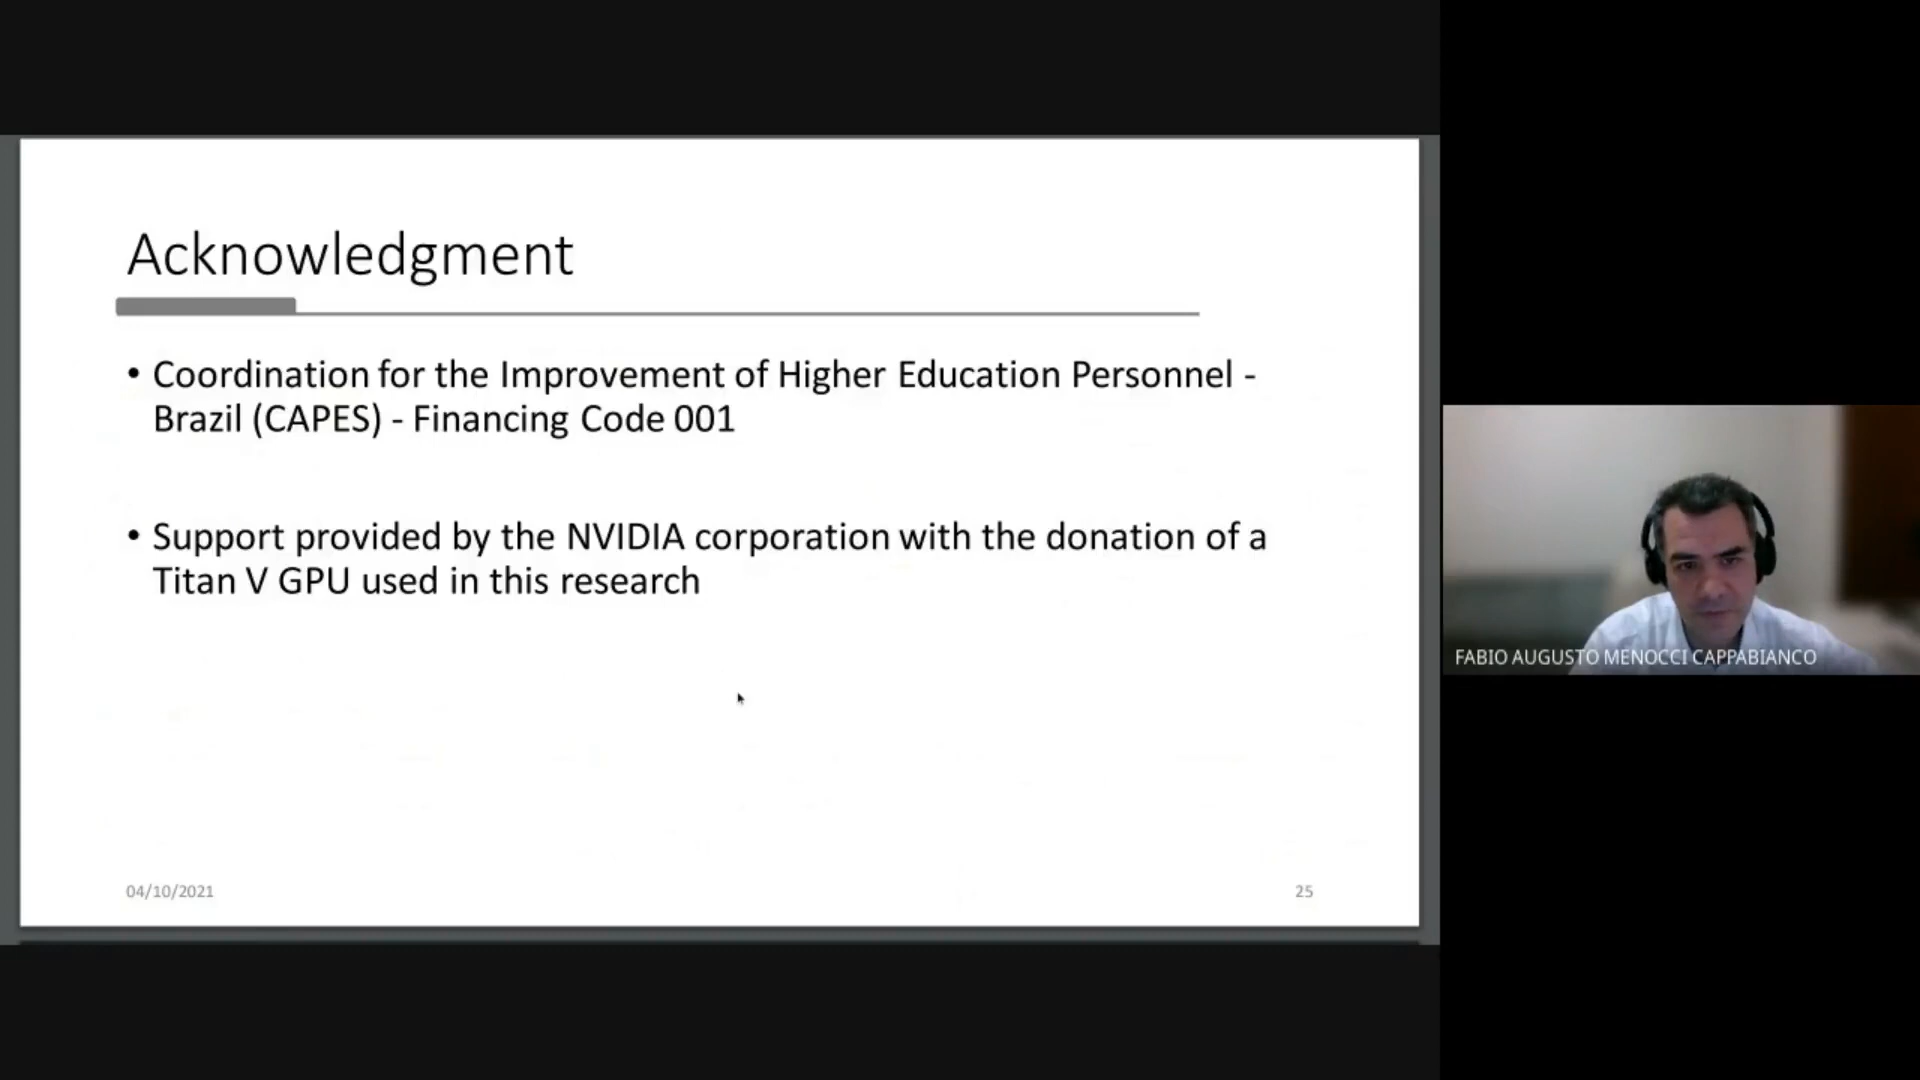 Acknowledgment
• Coordination for the Improvement of Higher Education Personnel -
Brazil (CAPES) - Financing Code 001
• Support provided by the NVIDIA corporation with the donation of a
Titan V GPU used in this research
04/10/2021
25
FABIO AUGUSTO MENOCCI CAPPABIANCO